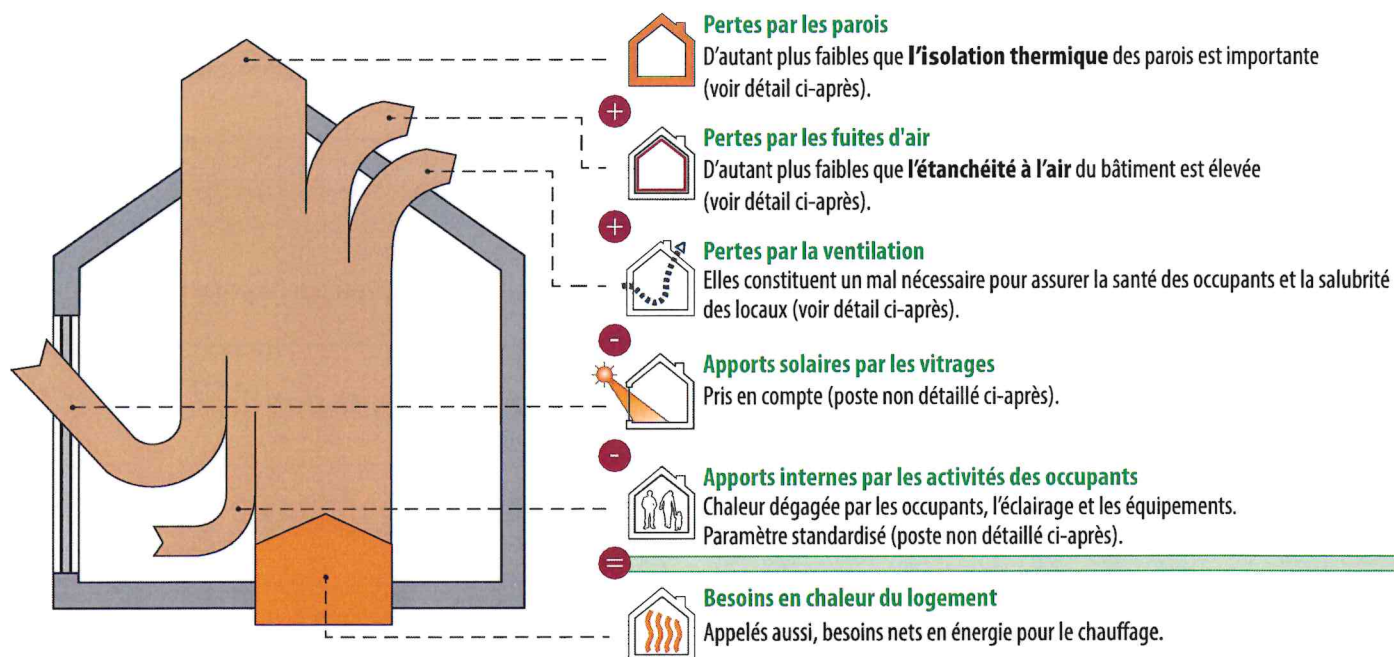 Pertes par les parois
D'autant plus faibles que l'isolation thermique des parois est importante
(voir détail ci-après).
+
Pertes par les fuites d'air
D'autant plus faibles que l'étanchéité à l'air du bâtiment est élevée
(voir détail ci-après).
+
Pertes par la ventilation
Elles constituent un mal nécessaire pour assurer la santé des occupants et la salubrité
des locaux (voir détail ci-après).
-
Apports solaires par les vitrages
Pris en compte (poste non détaillé ci-après).
-
Apports internes par les activités des occupants
Chaleur dégagée par les occupants, l'éclairage et les équipements.
Paramètre standardisé (poste non détaillé ci-après).
=
Besoins en chaleur du logement
Appelés aussi, besoins nets en énergie pour le chauffage.